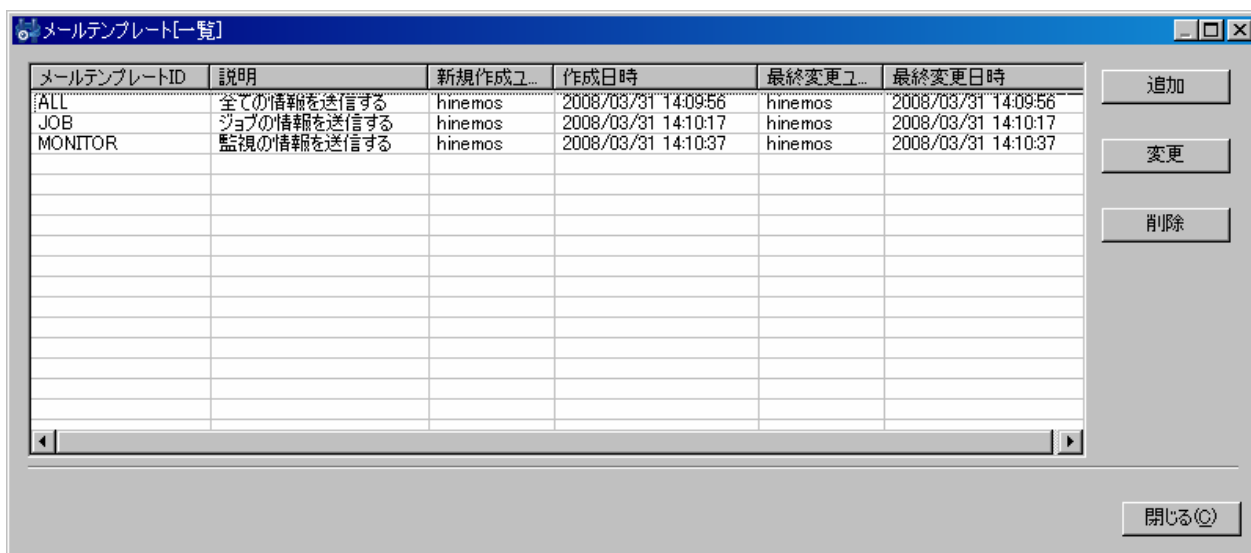 メールテンプレート[一覧]
メールテンプレートID 説明 新規作成ユ... 作成日時 最終変更ユ... 最終変更日時
ALL 全ての情報を送信する hinemos 2008/03/31 14:09:56 hinemos 2008/03/31 14:09:56
JOB ジョブの情報を送信する hinemos 2008/03/31 14:10:17 hinemos 2008/03/31 14:10:17
MONITOR 監視の情報を送信する hinemos 2008/03/31 14:10:37 hinemos 2008/03/31 14:10:37
追加
変更
削除
閉じる(C)